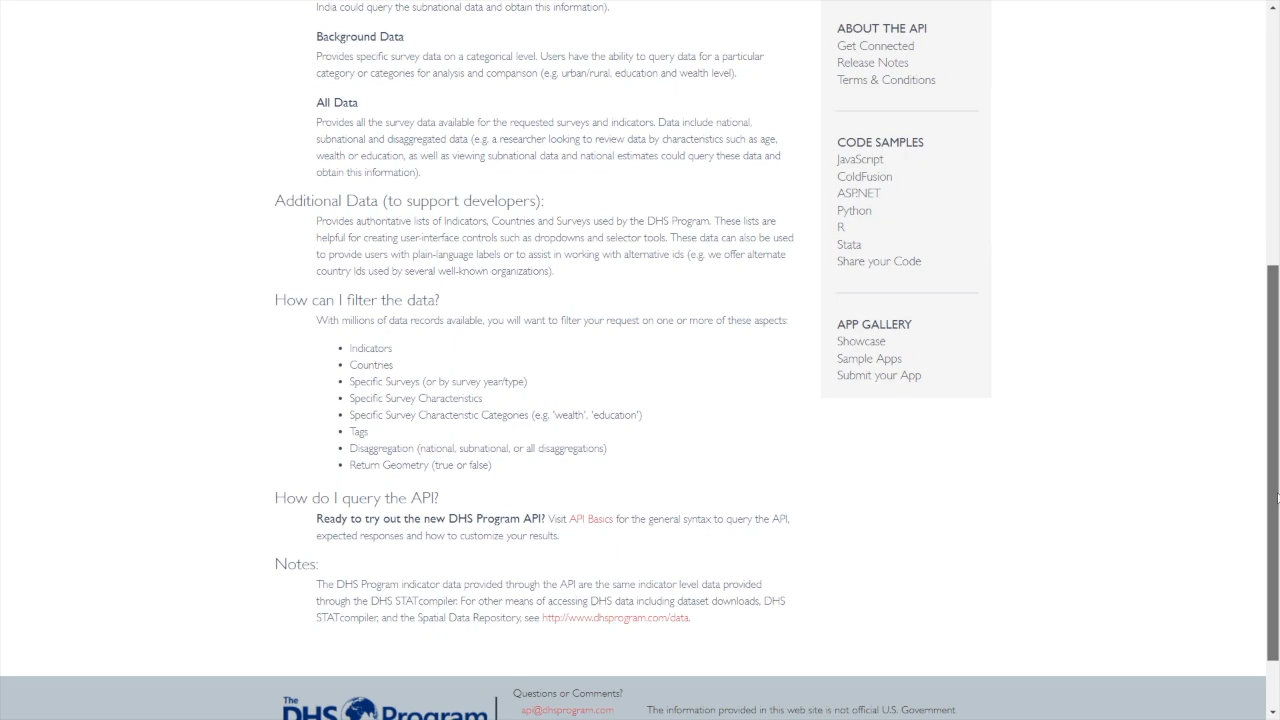 India could query the subnational data and obtain this information).
Background Data
Provides specific survey data on a categorical level. Users have the ability to query data for a particular
category or categories for analysis and comparison (e.g. urban/rural, education and wealth level).
All Data
Provides all the survey data available for the requested surveys and indicators. Data include national,
subnational and disaggregated data (e.g. a researcher looking to review data by characteristics such as age,
wealth or education, as well as viewing subnational data and national estimates could query these data and
obtain this information).
Additional Data (to support developers):
Provides authoritative lists of Indicators, Countries and Surveys used by the DHS Program. These lists are
helpful for creating user-interface controls such as dropdowns and selector tools. These data can also be used
to provide users with plain-language labels or to assist in working with alternative ids (e.g. we offer alternate
country Ids used by several well-known organizations).
How can I filter the data?
With millions of data records available, you will want to filter your request on one or more of these aspects:
• Indicators
• Countries
• Specific Surveys (or by survey year/type)
• Specific Survey Characteristics
• Specific Survey Characteristic Categories (e.g. 'wealth', 'education')
• Tags
• Disaggregation (national, subnational, or all disaggregations)
• Return Geometry (true or false)
How do I query the API?
Ready to try out the new DHS Program API? Visit API Basics for the general syntax to query the API,
expected responses and how to customize your results.
Notes:
The DHS Program indicator data provided through the API are the same indicator level data provided
through the DHS STATcompiler. For other means of accessing DHS data including dataset downloads, DHS
STATcompiler, and the Spatial Data Repository, see http://www.dhsprogram.com/data.
ABOUT THE API
Get Connected
Release Notes
Terms & Conditions
CODE SAMPLES
JavaScript
ColdFusion
ASP.NET
Python
R
Stata
Share your Code
APP GALLERY
Showcase
Sample Apps
Submit your App
The
DHS Program
Questions or Comments?
api@dhsprogram.com
The information provided in this web site is not official U.S. Government